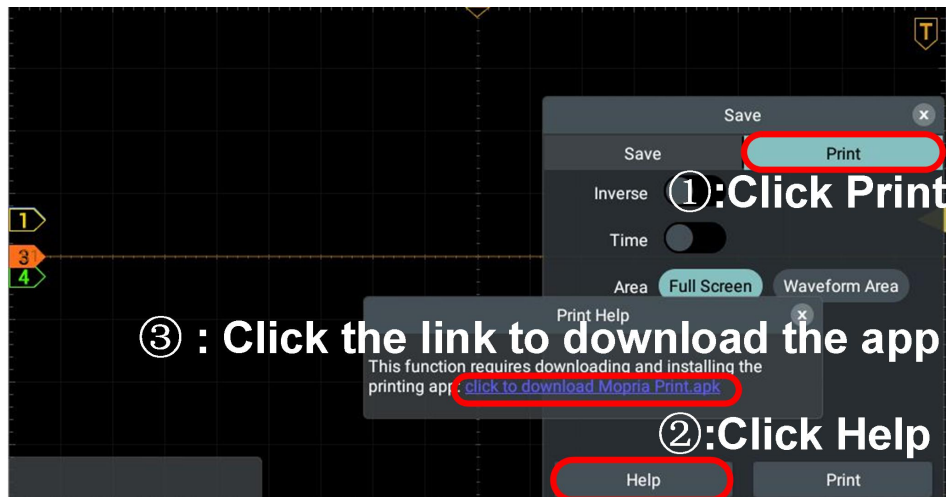 T
Save
Save
Print
Inverse
①:Click Print
1
Time
3
4
Area
Full Screen
Waveform Area
Print Help
③ : Click the link to download the app
This function requires downloading and installing the
printing app: click to download Mopria Print.apk
②:Click Help
Help
Print